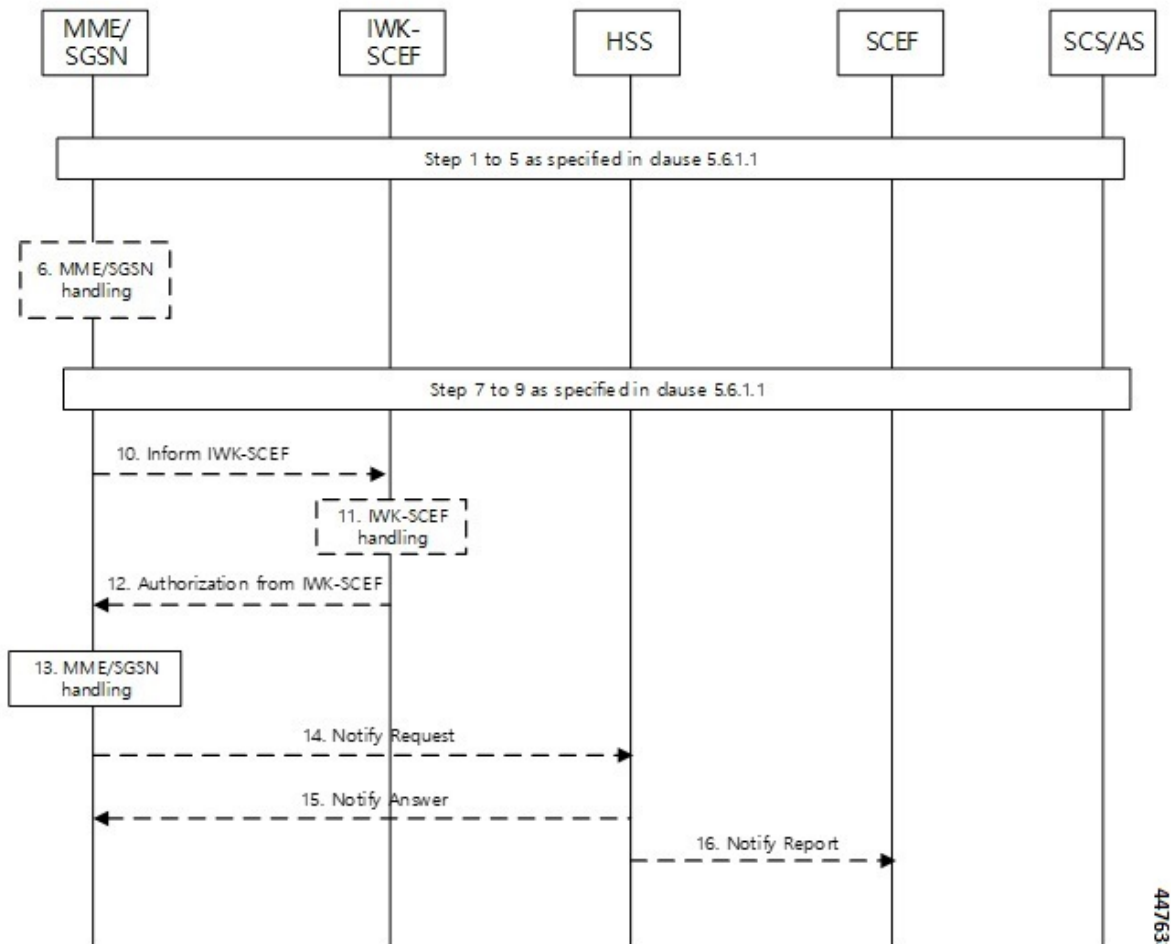 MME/
SGSN
IWK-
SCEF
HSS
SCEF
SCS/AS
Step 1 to 5 as specified in clause 5.6.1.1
6. MME/SGSN
handling
Step 7 to 9 as specified in clause 5.6.1.1
10. Inform IWK-SCEF
11. IWK-SCEF
handling
12. Authorization from IWK-SCEF
13. MME/SGSN
handling
14. Notify Request
15. Notify Answer
16. Notify Report
44763